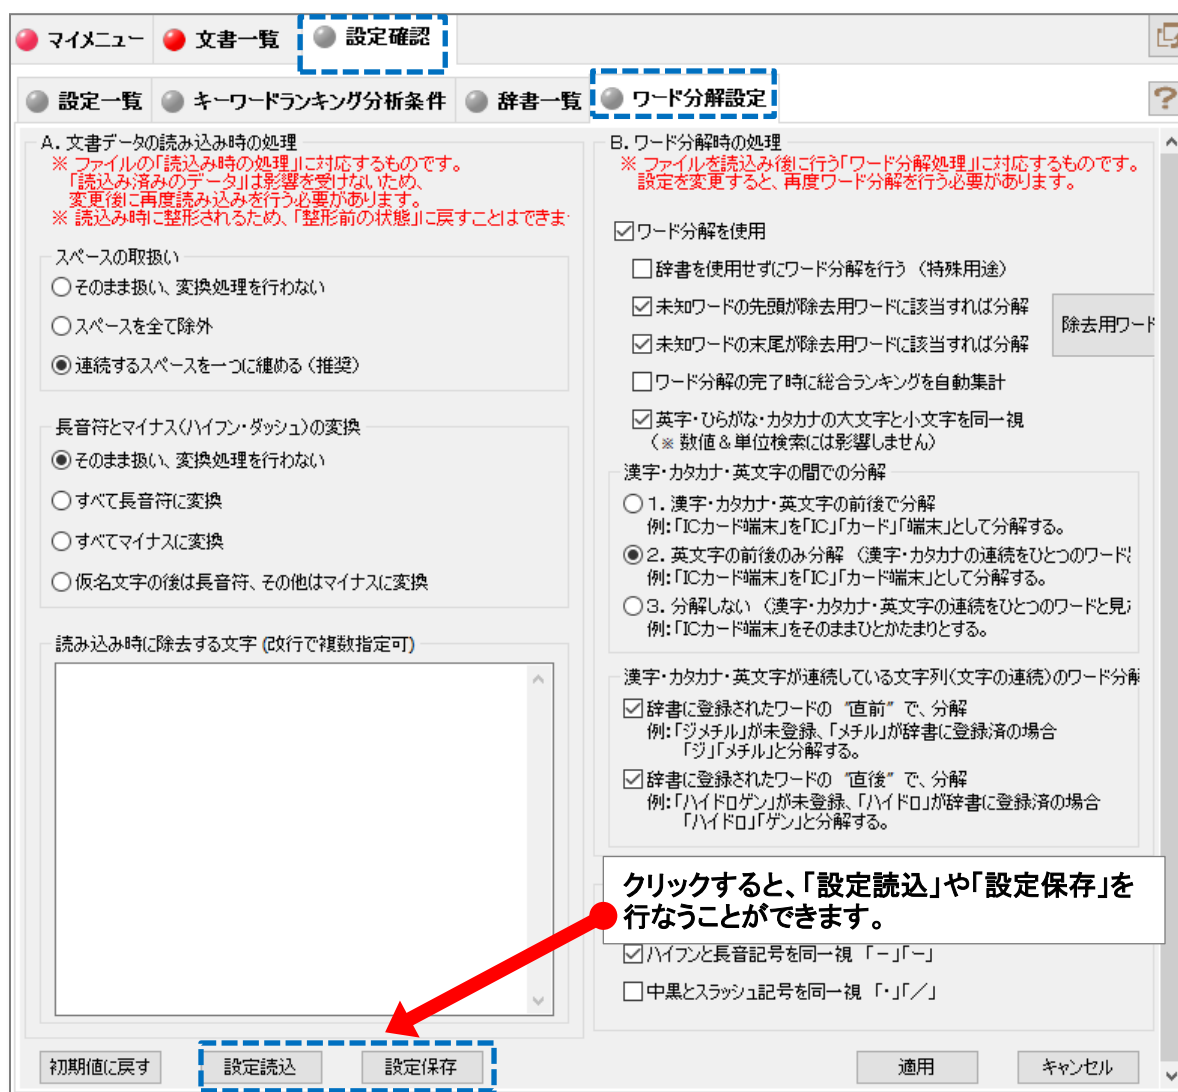 マイメニュー 文書一覧 設定確認
設定一覧 キーワードランキング分析条件 辞書一覧 ワード分解設定
A. 文書データの読み込み時の処理
※ ファイルの「読込み時の処理」に対応するものです。
「読込み済みのデータ」は影響を受けないため、
変更後に再度読み込みを行う必要があります。
※ 読込み時に整形されるため、「整形前の状態」に戻すことはできま
スペースの取扱い
そのまま扱い、変換処理を行わない
スペースを全て除外
連続するスペースを一つに纏める（推奨）
長音符とマイナス(ハイフン・ダッシュ)の変換
そのまま扱い、変換処理を行わない
すべて長音符に変換
すべてマイナスに変換
仮名文字の後は長音符、その他はマイナスに変換
読み込み時に除去する文字 (改行で複数指定可)
B. ワード分解時の処理
※ ファイルを読込み後に行う「ワード分解処理」に対応するものです。
設定を変更すると、再度ワード分解を行う必要があります。
ワード分解を使用
辞書を使用せずにワード分解を行う（特殊用途）
未知ワードの先頭が除去用ワードに該当すれば分解
未知ワードの末尾が除去用ワードに該当すれば分解
除去用ワード
ワード分解の完了時に総合ランキングを自動集計
英字・ひらがな・カタカナの大文字と小文字を同一視
（※ 数値＆単位検索には影響しません）
漢字・カタカナ・英文字の間での分解
1. 漢字・カタカナ・英文字の前後で分解
例:「ICカード端末」を「IC」「カード」「端末」として分解する。
2. 英文字の前後のみ分解（漢字・カタカナの連続をひとつのワード
例:「ICカード端末」を「IC」「カード端末」として分解する。
3. 分解しない（漢字・カタカナ・英文字の連続をひとつのワードと見
例:「ICカード端末」をそのままひとかたまりとする。
漢字・カタカナ・英文字が連続している文字列(文字の連続)のワード分解
辞書に登録されたワードの “直前” で、分解
例:「ジメチル」が未登録、「メチル」が辞書に登録済の場合
「ジ」「メチル」と分解する。
辞書に登録されたワードの “直後” で、分解
例:「ハイドロゲン」が未登録、「ハイドロ」が辞書に登録済の場合
「ハイドロ」「ゲン」と分解する。
クリックすると、「設定読込」や「設定保存」を
行なうことができます。
ハイフンと長音記号を同一視 「－」「ー」
中黒とスラッシュ記号を同一視 「・」「／」
初期値に戻す 設定読込 設定保存 適用 キャンセル